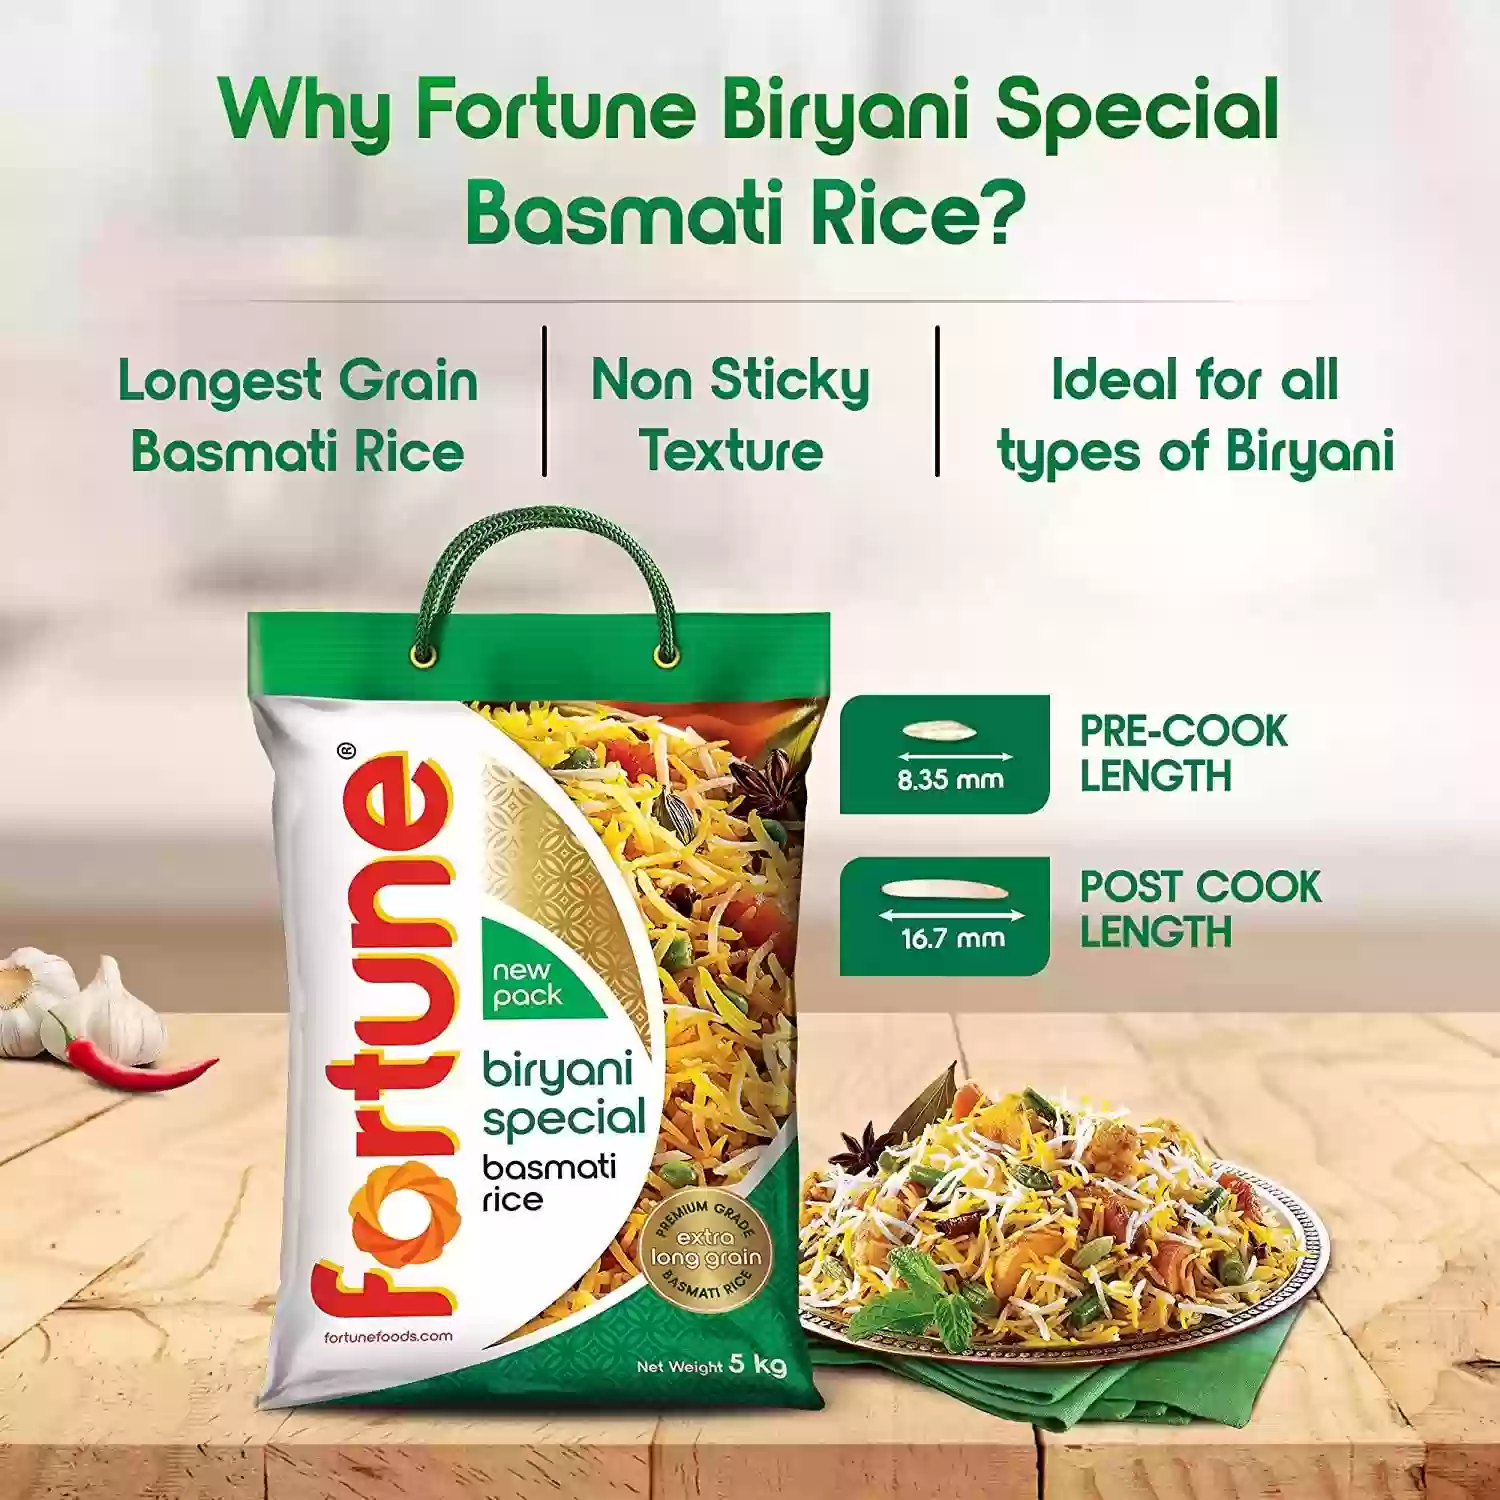 Why Fortune Biryani Special
Basmati Rice?
Longest Grain
Basmati Rice
Non Sticky
Texture
Ideal for all
types of Biryani
fortune®
new
pack
biryani
special
basmati
rice
PREMIUM GRADE
extra
long grain
BASMATI RICE
fortunefoods.com
Net Weight 5 kg
8.35 mm
PRE-COOK
LENGTH
16.7 mm
POST COOK
LENGTH